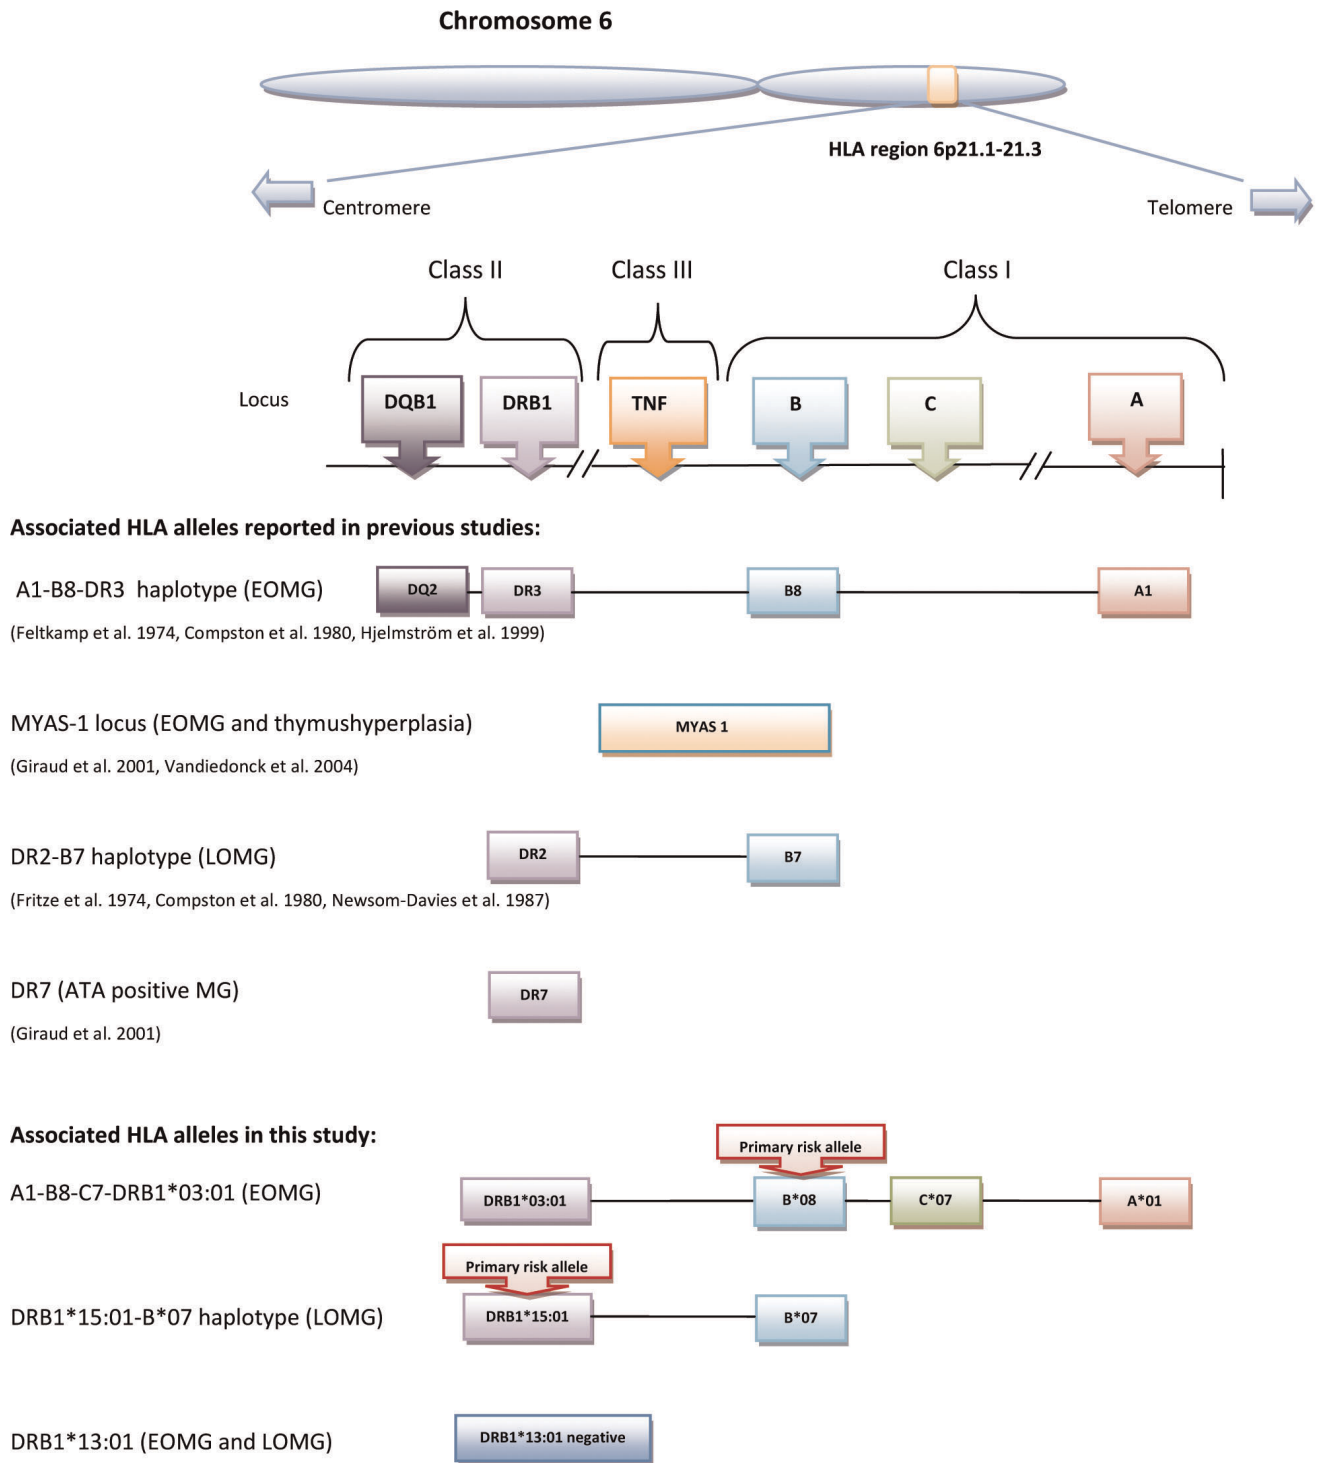 Chromosome 6
HLA region 6p21.1-21.3
Centromere
Telomere
Class II
Class III
Class I
Locus
DQB1
DRB1
TNF
B
C
A
Associated HLA alleles reported in previous studies:
A1-B8-DR3 haplotype (EOMG)
DQ2
DR3
B8
A1
(Feltkamp et al. 1974, Compston et al. 1980, Hjelmström et al. 1999)
MYAS-1 locus (EOMG and thymushyperplasia)
MYAS 1
(Giraud et al. 2001, Vandiedonck et al. 2004)
DR2-B7 haplotype (LOMG)
DR2
B7
(Fritze et al. 1974, Compston et al. 1980, Newsom-Davies et al. 1987)
DR7 (ATA positive MG)
DR7
(Giraud et al. 2001)
Associated HLA alleles in this study:
Primary risk allele
A1-B8-C7-DRB1*03:01 (EOMG)
DRB1*03:01
B*08
C*07
A*01
Primary risk allele
DRB1*15:01-B*07 haplotype (LOMG)
DRB1*15:01
B*07
DRB1*13:01 (EOMG and LOMG)
DRB1*13:01 negative